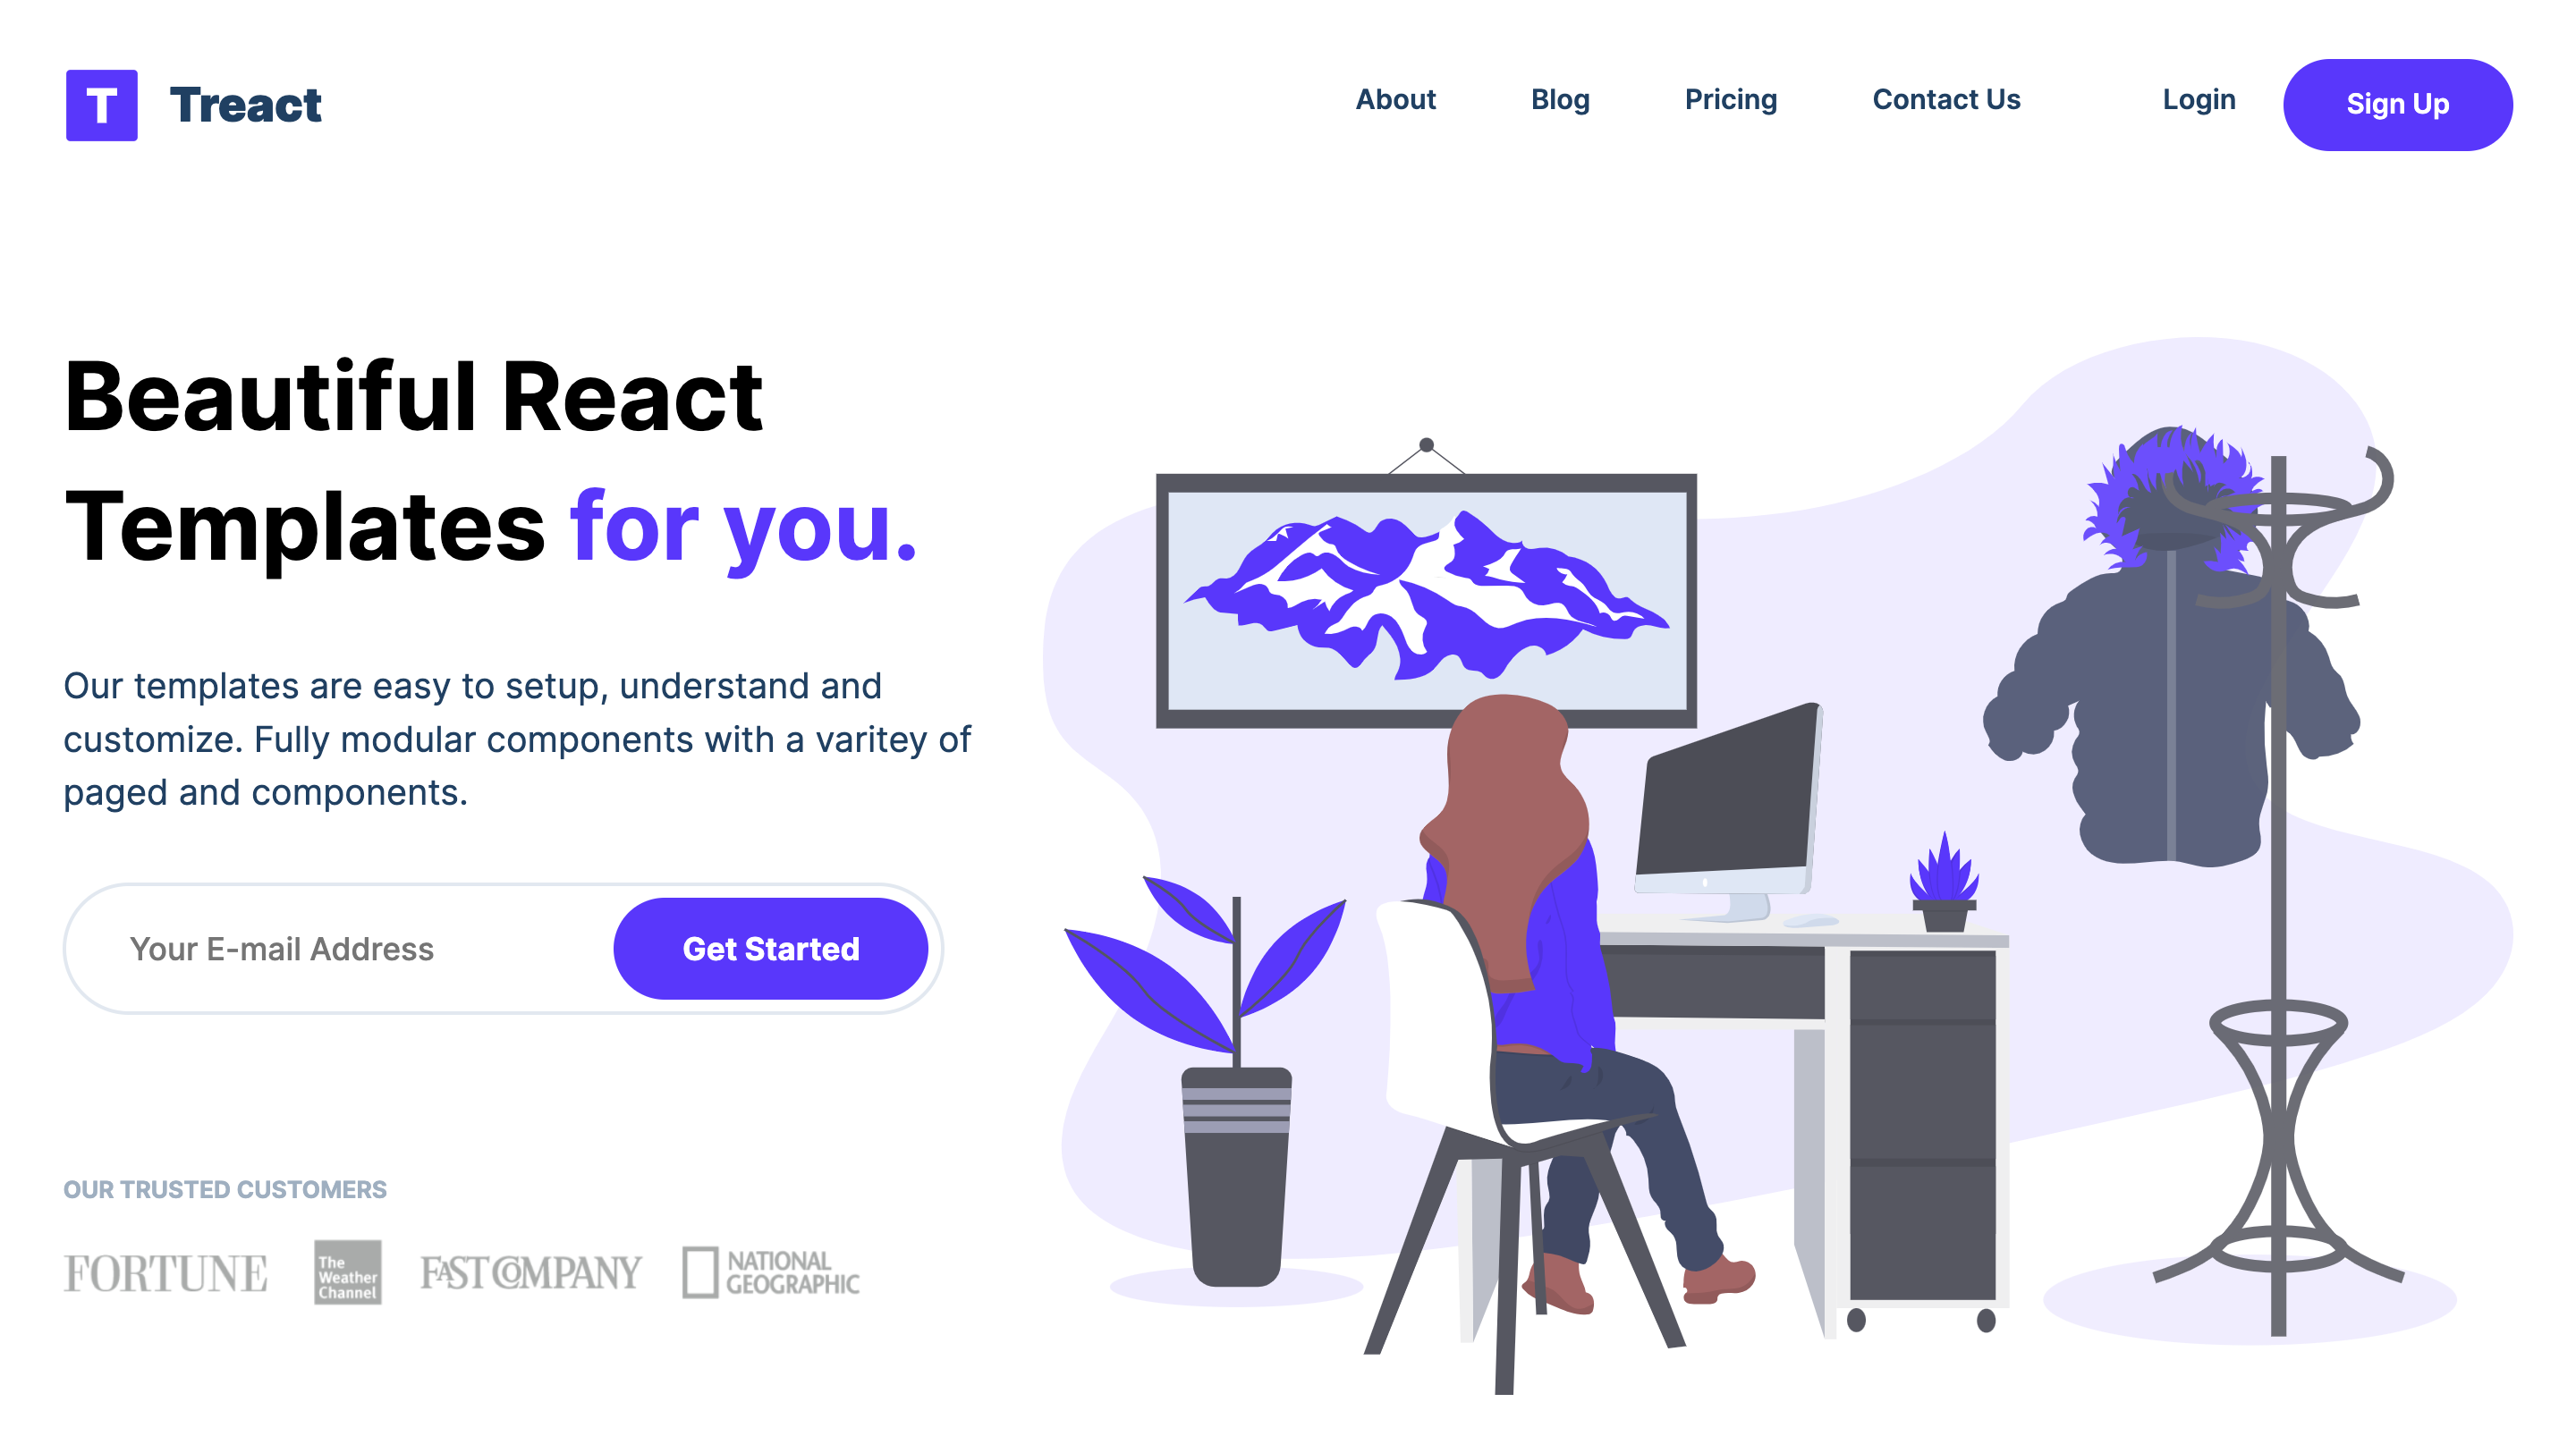 T Treact
About Blog Pricing Contact Us Login Sign Up
Beautiful React
Templates for you.
Our templates are easy to setup, understand and
customize. Fully modular components with a varitey of
paged and components.
Your E-mail Address Get Started
OUR TRUSTED CUSTOMERS
FORTUNE
The
Weather
Channel
FAST COMPANY
NATIONAL
GEOGRAPHIC